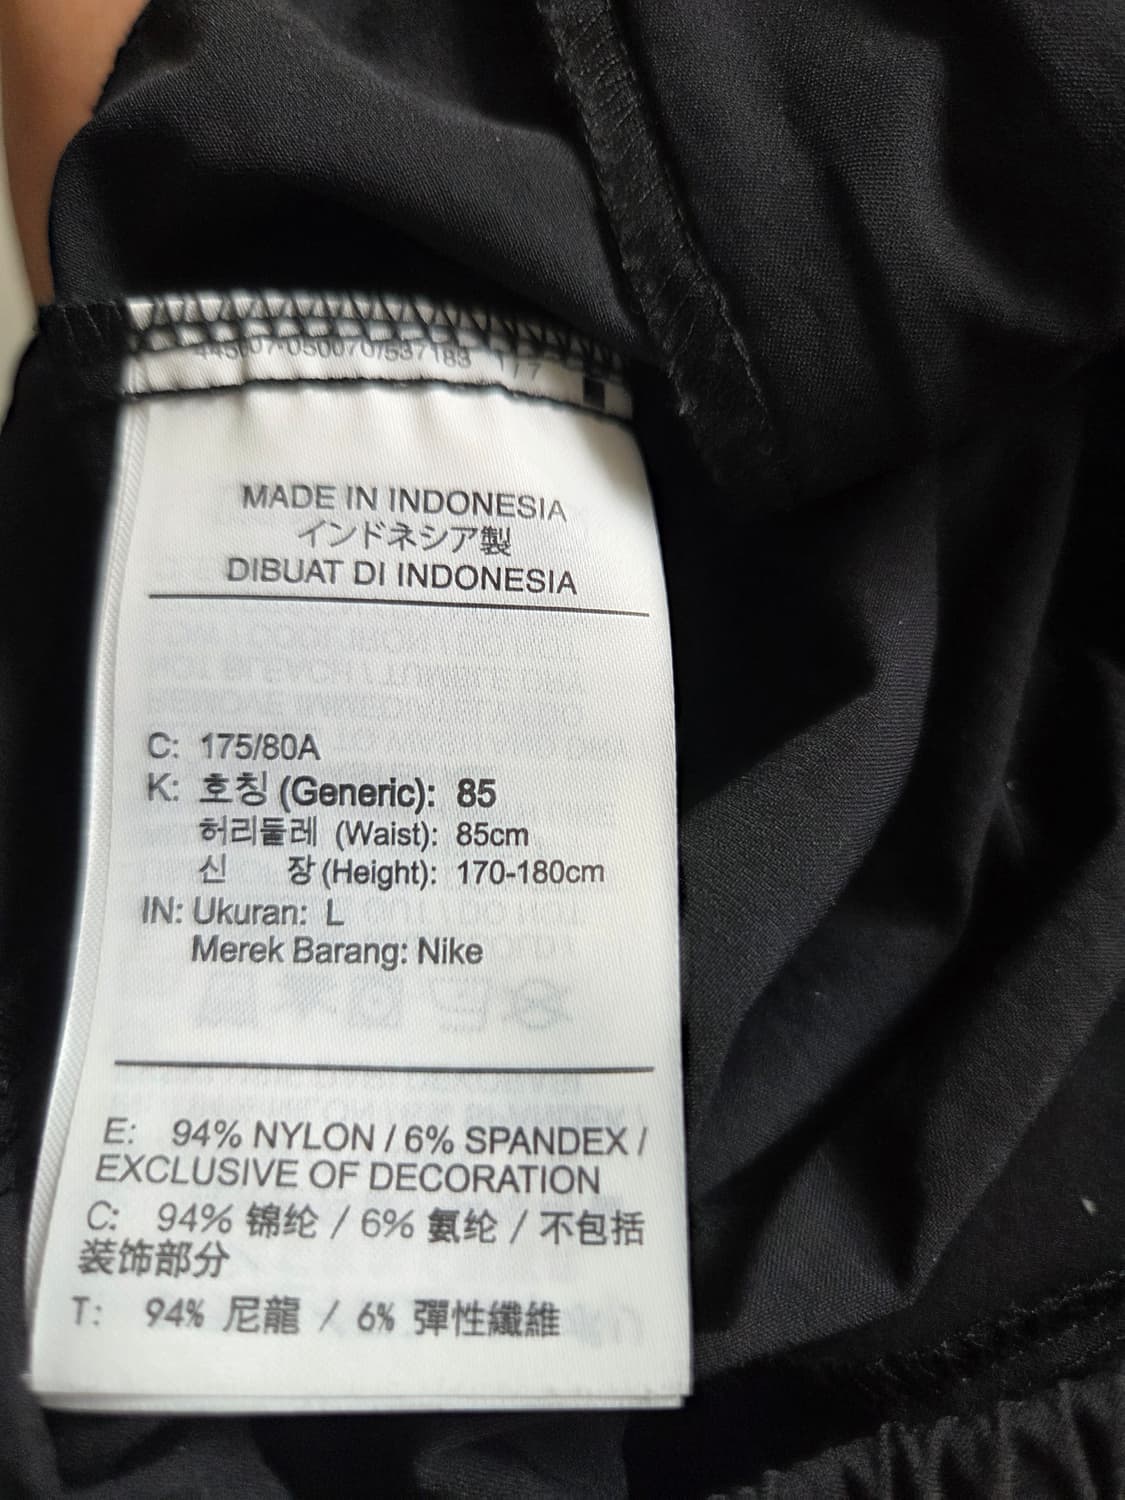 MADE IN INDONESIA
インドネシア製
DIBUAT DI INDONESIA
C: 175/80A
K: 호칭 (Generic): 85
허리둘레 (Waist): 85cm
신 장 (Height): 170-180cm
IN: Ukuran: L
Merek Barang: Nike
E: 94% NYLON / 6% SPANDEX /
EXCLUSIVE OF DECORATION
C: 94% 锦纶 / 6% 氨纶 / 不包括
装饰部分
T: 94% 尼龍 / 6% 彈性纖維